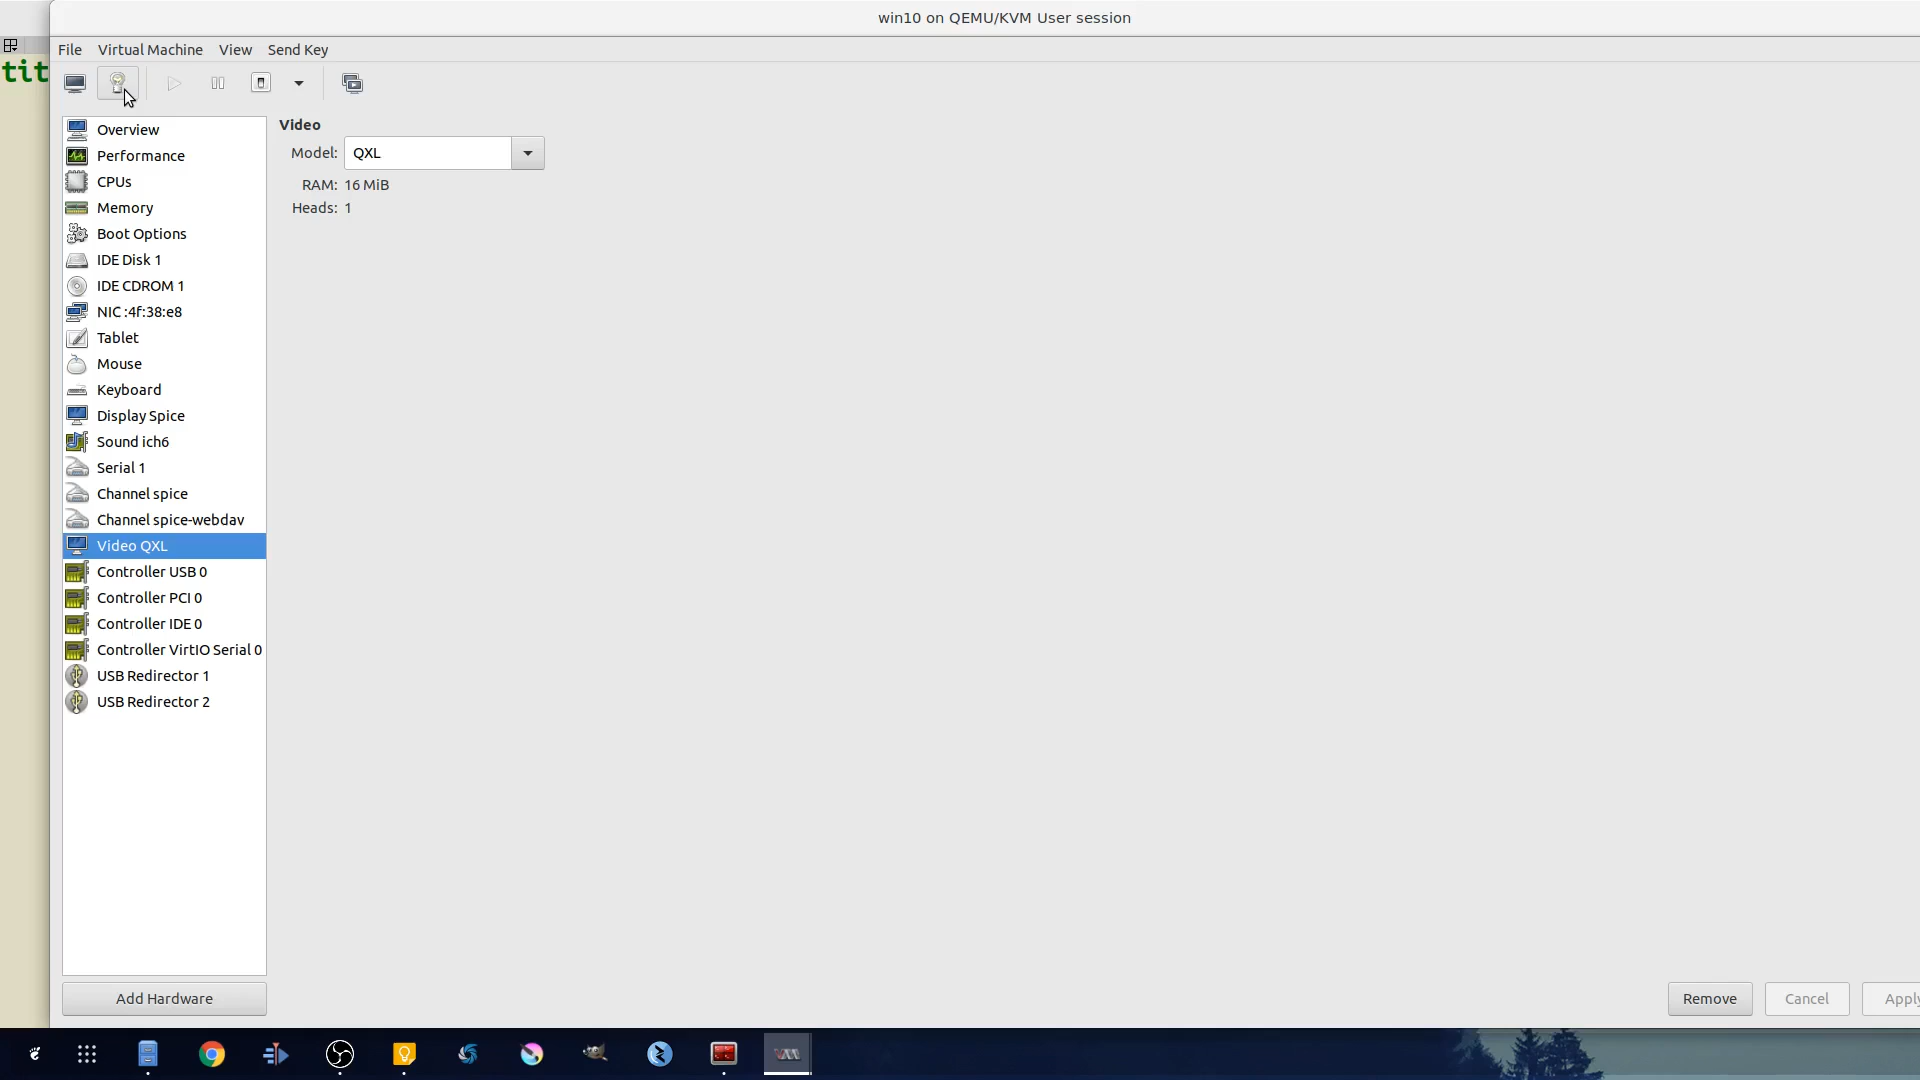 win10 on QEMU/KVM User session
File Virtual Machine View Send Key
tit
Overview
Performance
CPUs
Memory
Boot Options
IDE Disk 1
IDE CDROM 1
NIC :4f:38:e8
Tablet
Mouse
Keyboard
Display Spice
Sound ich6
Serial 1
Channel spice
Channel spice-webdav
Video QXL
Controller USB 0
Controller PCI 0
Controller IDE 0
Controller VirtIO Serial 0
USB Redirector 1
USB Redirector 2
Add Hardware
Video
Model: QXL
RAM: 16 MiB
Heads: 1
Remove Cancel Apply